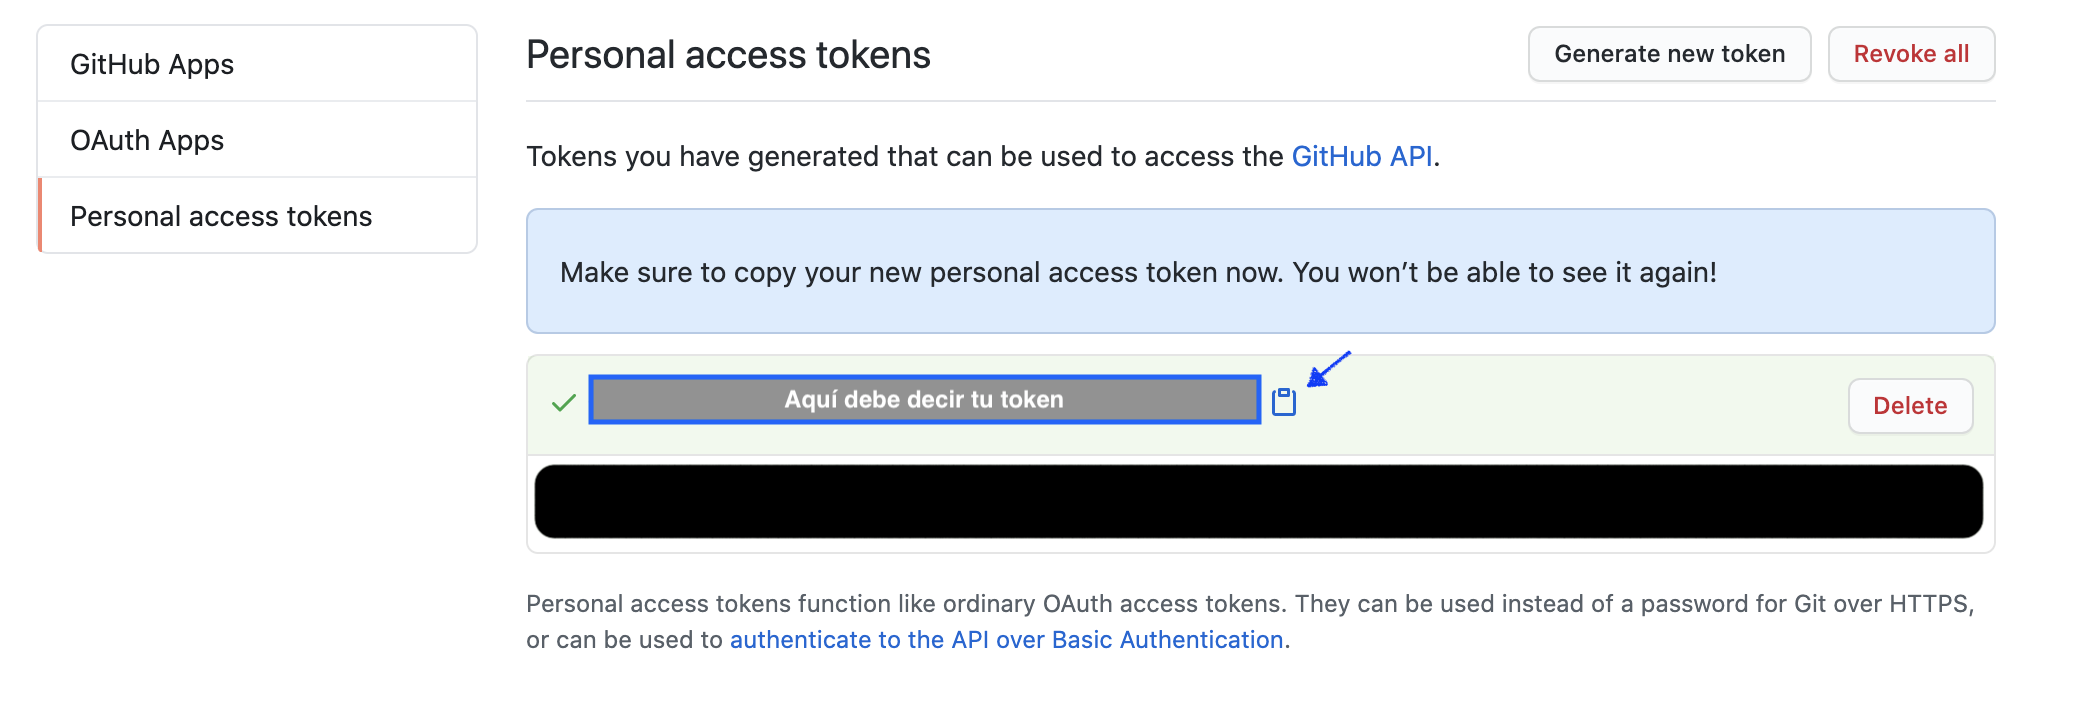 GitHub Apps
OAuth Apps
Personal access tokens
Personal access tokens
Generate new token
Revoke all
Tokens you have generated that can be used to access the GitHub API.
Make sure to copy your new personal access token now. You won’t be able to see it again!
Aquí debe decir tu token
Delete
Personal access tokens function like ordinary OAuth access tokens. They can be used instead of a password for Git over HTTPS,
or can be used to authenticate to the API over Basic Authentication.